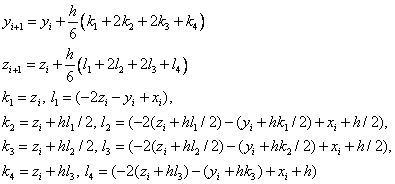 y_{i+1} = y_i + \frac{h}{6}(k_1 + 2k_2 + 2k_3 + k_4)
z_{i+1} = z_i + \frac{h}{6}(l_1 + 2l_2 + 2l_3 + l_4)
k_1 = z_i, l_1 = (-2z_i - y_i + x_i),
k_2 = z_i + hl_1/2, l_2 = (-2(z_i + hl_1/2) - (y_i + hk_1/2) + x_i + h/2),
k_3 = z_i + hl_2/2, l_3 = (-2(z_i + hl_2/2) - (y_i + hk_2/2) + x_i + h/2),
k_4 = z_i + hl_3, l_4 = (-2(z_i + hl_3) - (y_i + hk_3) + x_i + h)